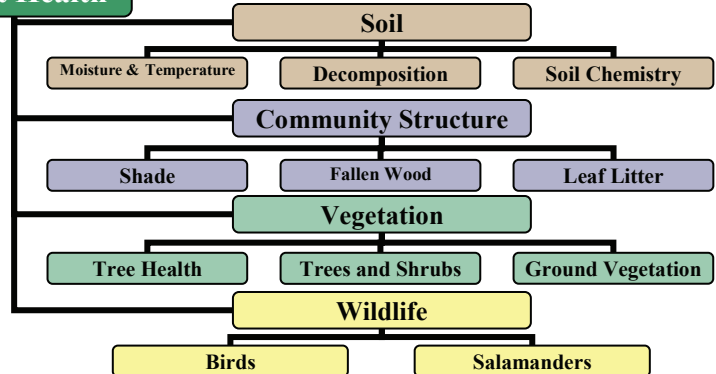 Health
Soil
Moisture & Temperature
Decomposition
Soil Chemistry
Community Structure
Shade
Fallen Wood
Leaf Litter
Vegetation
Tree Health
Trees and Shrubs
Ground Vegetation
Wildlife
Birds
Salamanders